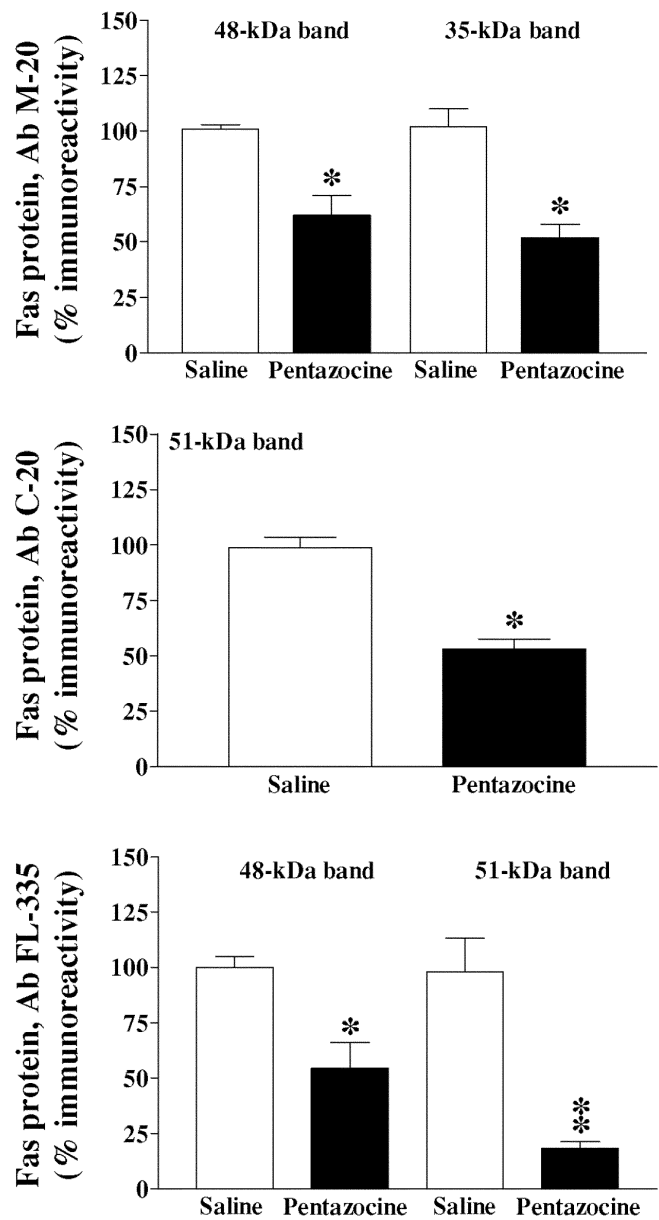 48-kDa band 35-kDa band
Fas protein, Ab M-20
(% immunoreactivity)
150
125
100
75
50
25
0
*
*
Saline Pentazocine Saline Pentazocine
51-kDa band
Fas protein, Ab C-20
(% immunoreactivity)
150
125
100
75
50
25
0
*
Saline Pentazocine
48-kDa band 51-kDa band
Fas protein, Ab FL-335
(% immunoreactivity)
150
125
100
75
50
25
0
*
*
*
Saline Pentazocine Saline Pentazocine